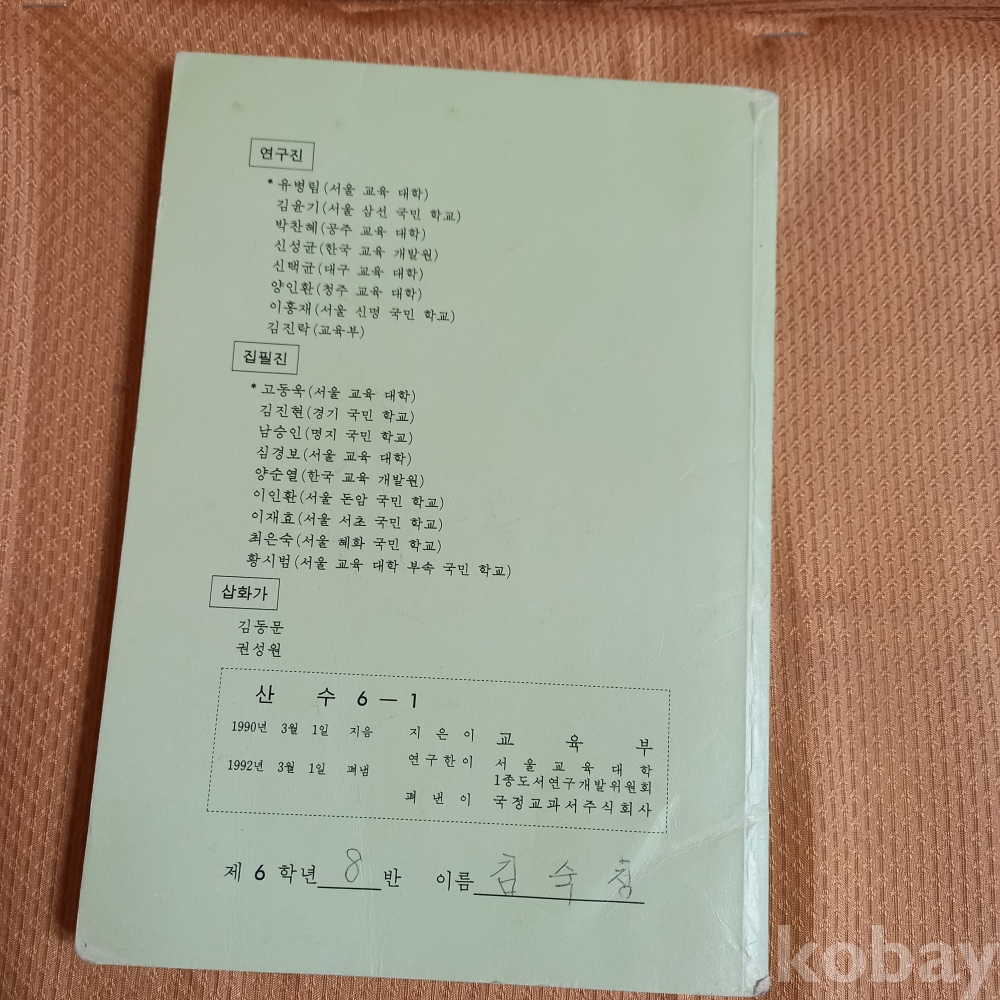 연구진
* 유병림(서울 교육 대학)
김윤기(서울 삼선 국민 학교)
박찬혜(공주 교육 대학)
신성균(한국 교육 개발원)
신택균(대구 교육 대학)
양인환(청주 교육 대학)
이홍재(서울 신명 국민 학교)
김진락(교육부)
집필진
* 고동욱(서울 교육 대학)
김진현(경기 국민 학교)
남승인(명지 국민 학교)
심경보(서울 교육 대학)
양순열(한국 교육 개발원)
이인환(서울 돈암 국민 학교)
이재효(서울 서초 국민 학교)
최은숙(서울 혜화 국민 학교)
황시범(서울 교육 대학 부속 국민 학교)
삽화가
김동문
권성원
산 수 6 — 1
1990년 3월 1일 지음 지 은 이 교 육 부
연구한이 서 울 교 육 대 학
1992년 3월 1일 펴냄 1종도서연구개발위원회
펴 낸 이 국정교과서주식회사
제 6 학년 8 반 이름 김 숙
kobay